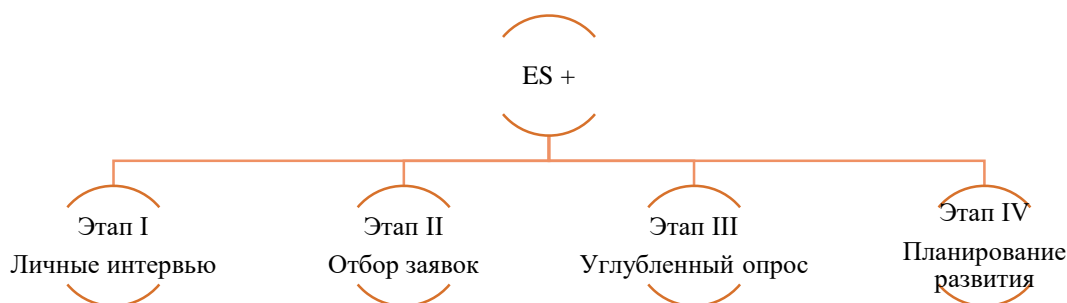 ES +
Этап I
Личные интервью
Этап II
Отбор заявок
Этап III
Углубленный опрос
Этап IV
Планирование
развития